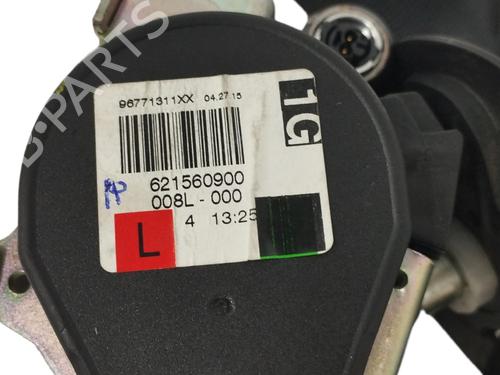 96771311XX 04.27.15
1G
621560900
008L - 000
L 4 13:25
B-PARTS